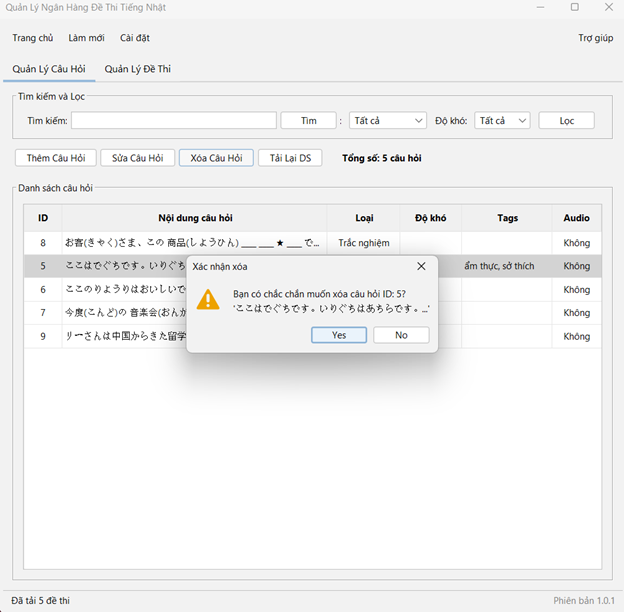 Quản Lý Ngân Hàng Đề Thi Tiếng Nhật
Trang chủ Làm mới Cài đặt Trợ giúp
Quản Lý Câu Hỏi Quản Lý Đề Thi
Tìm kiếm và Lọc
Tìm kiếm: Tìm : Tất cả Độ khó: Tất cả Lọc
Thêm Câu Hỏi Sửa Câu Hỏi Xóa Câu Hỏi Tải Lại DS Tổng số: 5 câu hỏi
Danh sách câu hỏi
ID Nội dung câu hỏi Loại Độ khó Tags Audio
8 お客(きゃく)さま、この 商品(しようひん) ___ ___ ★ ___ で... Trắc nghiệm Không
5 ここはでぐちです。いりぐち ẩm thực, sở thích Không
6 ここのりようりはおいしいで Không
7 今度(こんど)の 音楽会(おんが Không
9 リーさんは中国からきた留学 Không
Xác nhận xóa
Bạn có chắc chắn muốn xóa câu hỏi ID: 5?
'ここはでぐちです。いりぐちはあちらです。...'
Yes No
Đã tải 5 đề thi Phiên bản 1.0.1